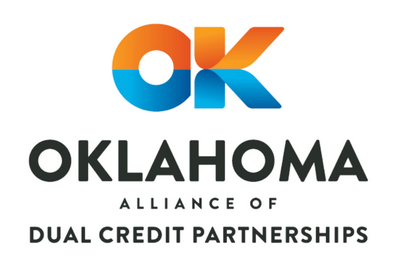 OK
OKLAHOMA
ALLIANCE OF
DUAL CREDIT PARTNERSHIPS